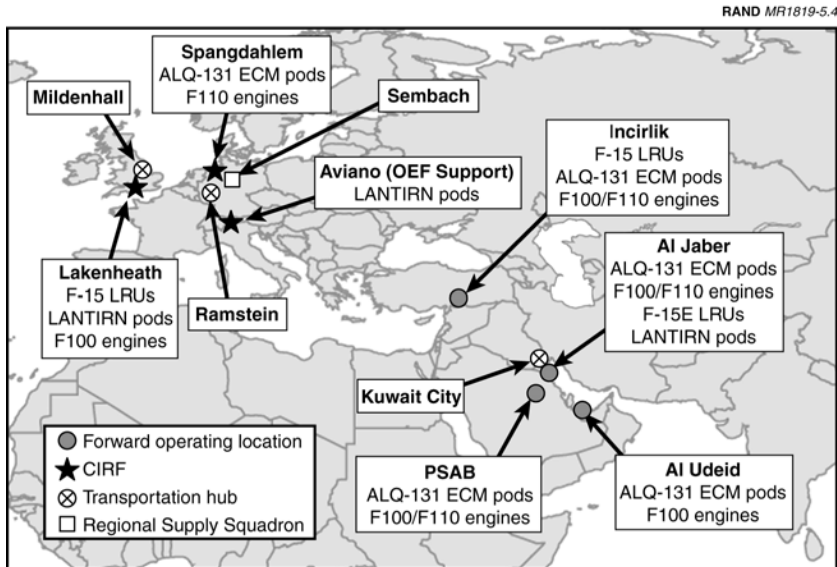 RAND MR1819-5.4
Spangdahlem
ALQ-131 ECM pods
F110 engines
Mildenhall
Sembach
Incirlik
F-15 LRUs
ALQ-131 ECM pods
F100/F110 engines
Aviano (OEF Support)
LANTIRN pods
Al Jaber
ALQ-131 ECM pods
F100/F110 engines
F-15E LRUs
LANTIRN pods
Lakenheath
F-15 LRUs
LANTIRN pods
F100 engines
Ramstein
Kuwait City
Forward operating location
CIRF
Transportation hub
Regional Supply Squadron
PSAB
ALQ-131 ECM pods
F100/F110 engines
Al Udeid
ALQ-131 ECM pods
F100 engines